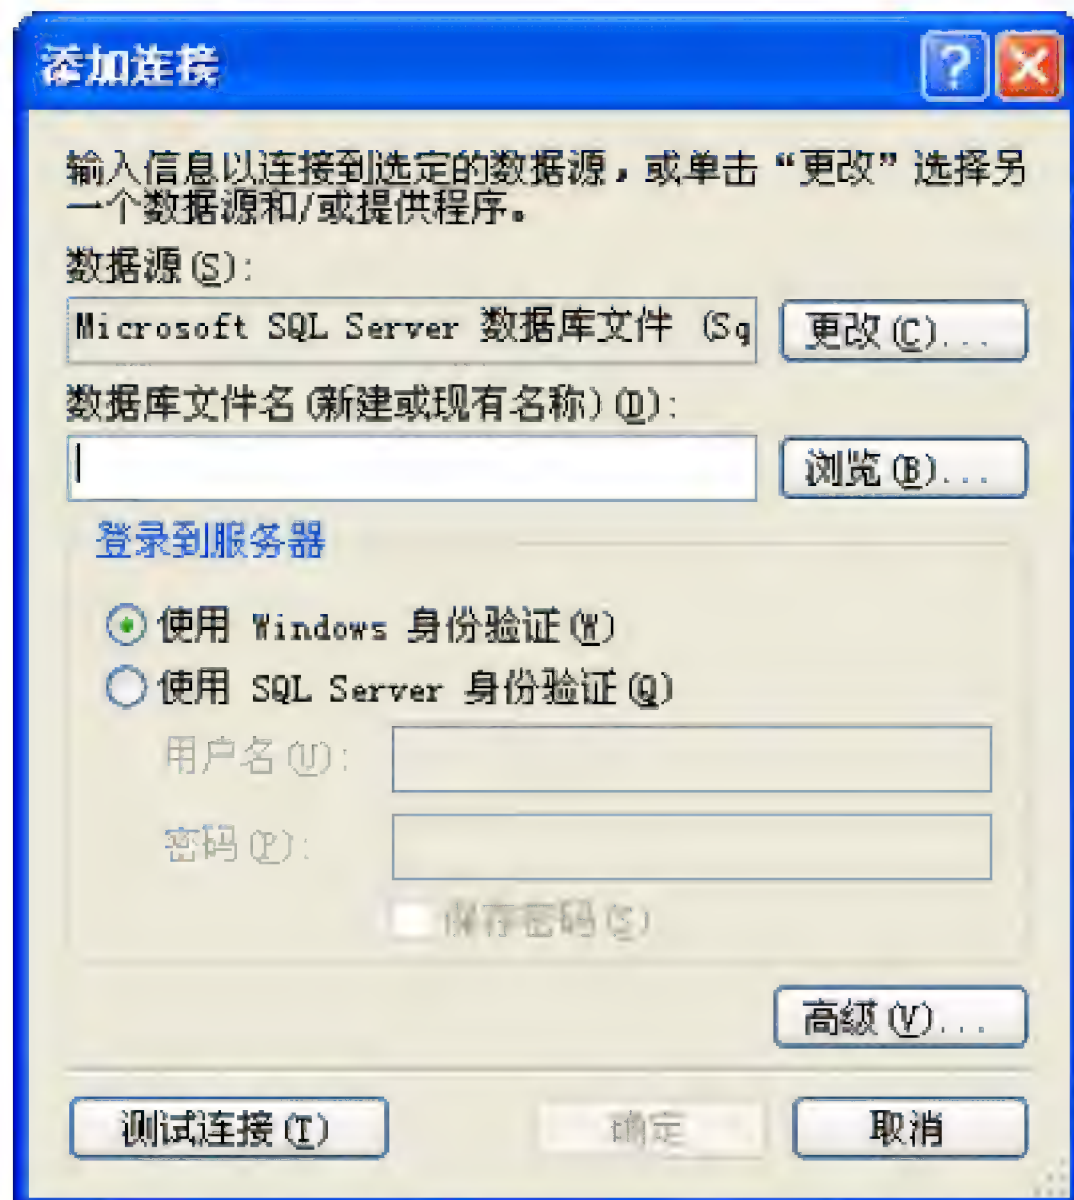 添加连接
输入信息以连接到选定的数据源，或单击“更改”选择另
一个数据源和/或提供程序。
数据源(S):
Microsoft SQL Server 数据库文件 (Sq
更改(C)...
数据库文件名(新建或现有名称)(D):
浏览(B)...
登录到服务器
使用 Windows 身份验证(W)
使用 SQL Server 身份验证(Q)
用户名(U):
密码(P):
保存密码(S)
高级(V)...
测试连接(T)
确定
取消